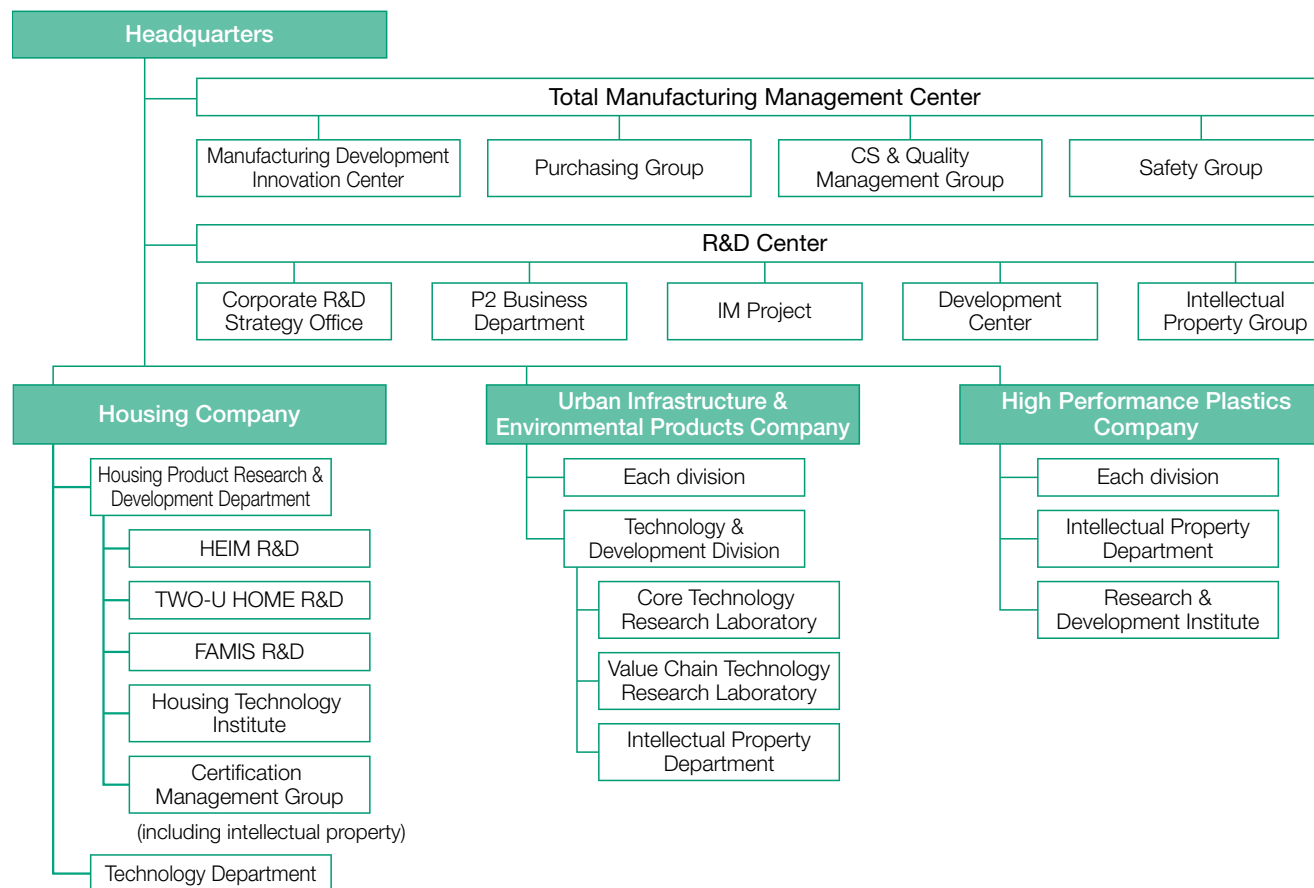 Headquarters
Total Manufacturing Management Center
Manufacturing Development
Innovation Center
Purchasing Group
CS & Quality
Management Group
Safety Group
R&D Center
Corporate R&D
Strategy Office
P2 Business
Department
IM Project
Development
Center
Intellectual
Property Group
Housing Company
Housing Product Research &
Development Department
HEIM R&D
TWO-U HOME R&D
FAMIS R&D
Housing Technology
Institute
Certification
Management Group
(including intellectual property)
Technology Department
Urban Infrastructure &
Environmental Products Company
Each division
Technology &
Development Division
Core Technology
Research Laboratory
Value Chain Technology
Research Laboratory
Intellectual Property
Department
High Performance Plastics
Company
Each division
Intellectual Property
Department
Research &
Development Institute